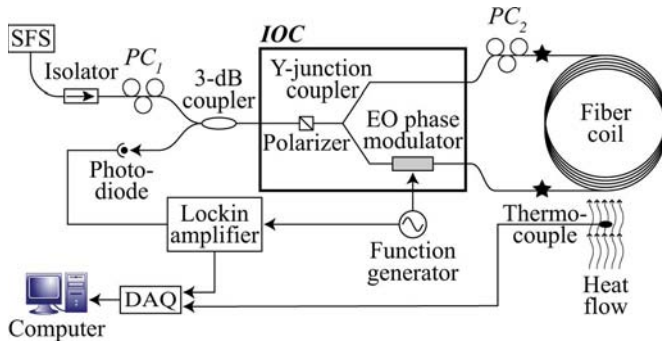 SFS
Isolator
PC1
3-dB
coupler
IOC
Y-junction
coupler
Polarizer
EO phase
modulator
PC2
Fiber
coil
Photo-
diode
Lockin
amplifier
Function
generator
Thermo-
couple
Heat
flow
DAQ
Computer